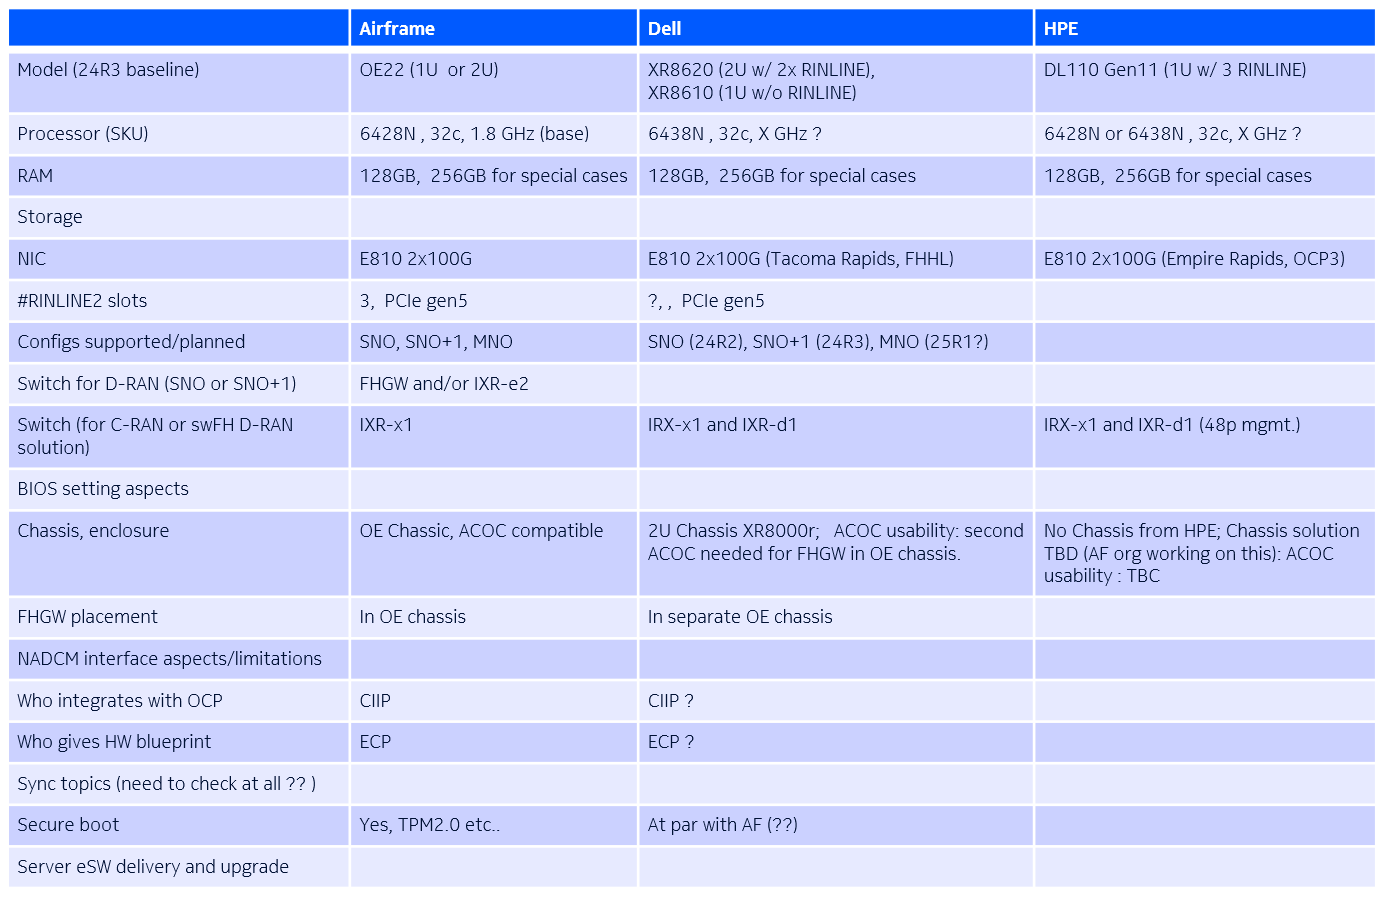 Airframe Dell HPE
Model (24R3 baseline) OE22 (1U  or 2U) XR8620 (2U w/ 2x RINLINE), DL110 Gen11 (1U w/ 3 RINLINE)
XR8610 (1U w/o RINLINE)
Processor (SKU) 6428N , 32c, 1.8 GHz (base) 6438N , 32c, X GHz ? 6428N or 6438N , 32c, X GHz ?
RAM 128GB,  256GB for special cases 128GB,  256GB for special cases 128GB,  256GB for special cases
Storage
NIC E810 2x100G E810 2x100G (Tacoma Rapids, FHHL) E810 2x100G (Empire Rapids, OCP3)
#RINLINE2 slots 3,  PCIe gen5 ?, ,  PCIe gen5
Configs supported/planned SNO, SNO+1, MNO SNO (24R2), SNO+1 (24R3), MNO (25R1?)
Switch for D-RAN (SNO or SNO+1) FHGW and/or IXR-e2
Switch (for C-RAN or swFH D-RAN IXR-x1 IRX-x1 and IXR-d1 IRX-x1 and IXR-d1 (48p mgmt.)
solution)
BIOS setting aspects
Chassis, enclosure OE Chassic, ACOC compatible 2U Chassis XR8000r;   ACOC usability: second No Chassis from HPE; Chassis solution
ACOC needed for FHGW in OE chassis. TBD (AF org working on this): ACOC
usability : TBC
FHGW placement In OE chassis In separate OE chassis
NADCM interface aspects/limitations
Who integrates with OCP CIIP CIIP ?
Who gives HW blueprint ECP ECP ?
Sync topics (need to check at all ?? )
Secure boot Yes, TPM2.0 etc.. At par with AF (??)
Server eSW delivery and upgrade